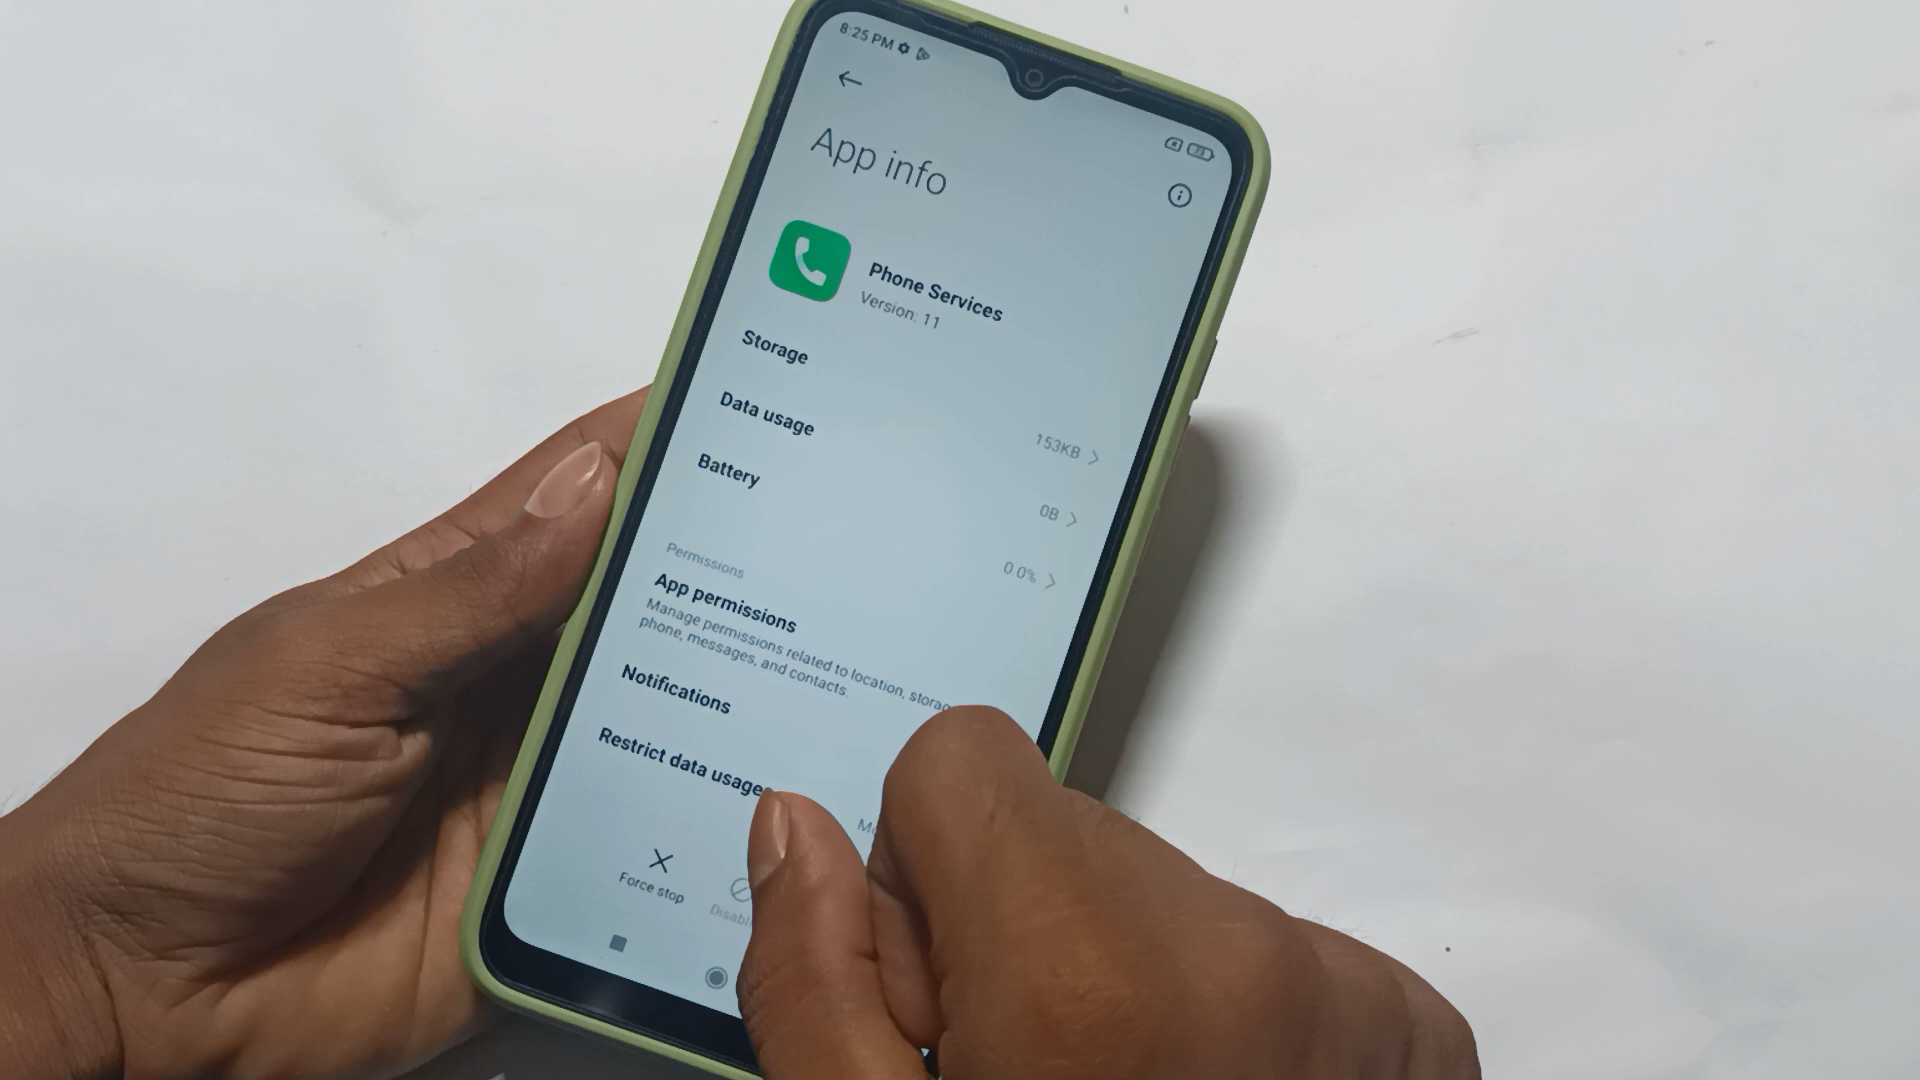 8:25 PM
App info
Phone Services
Version: 11
Storage
153KB
Data usage
0B
Battery
0.0%
Permissions
App permissions
Manage permissions related to location,
phone, messages, and contacts.
Notifications
Restrict data usage
Force stop